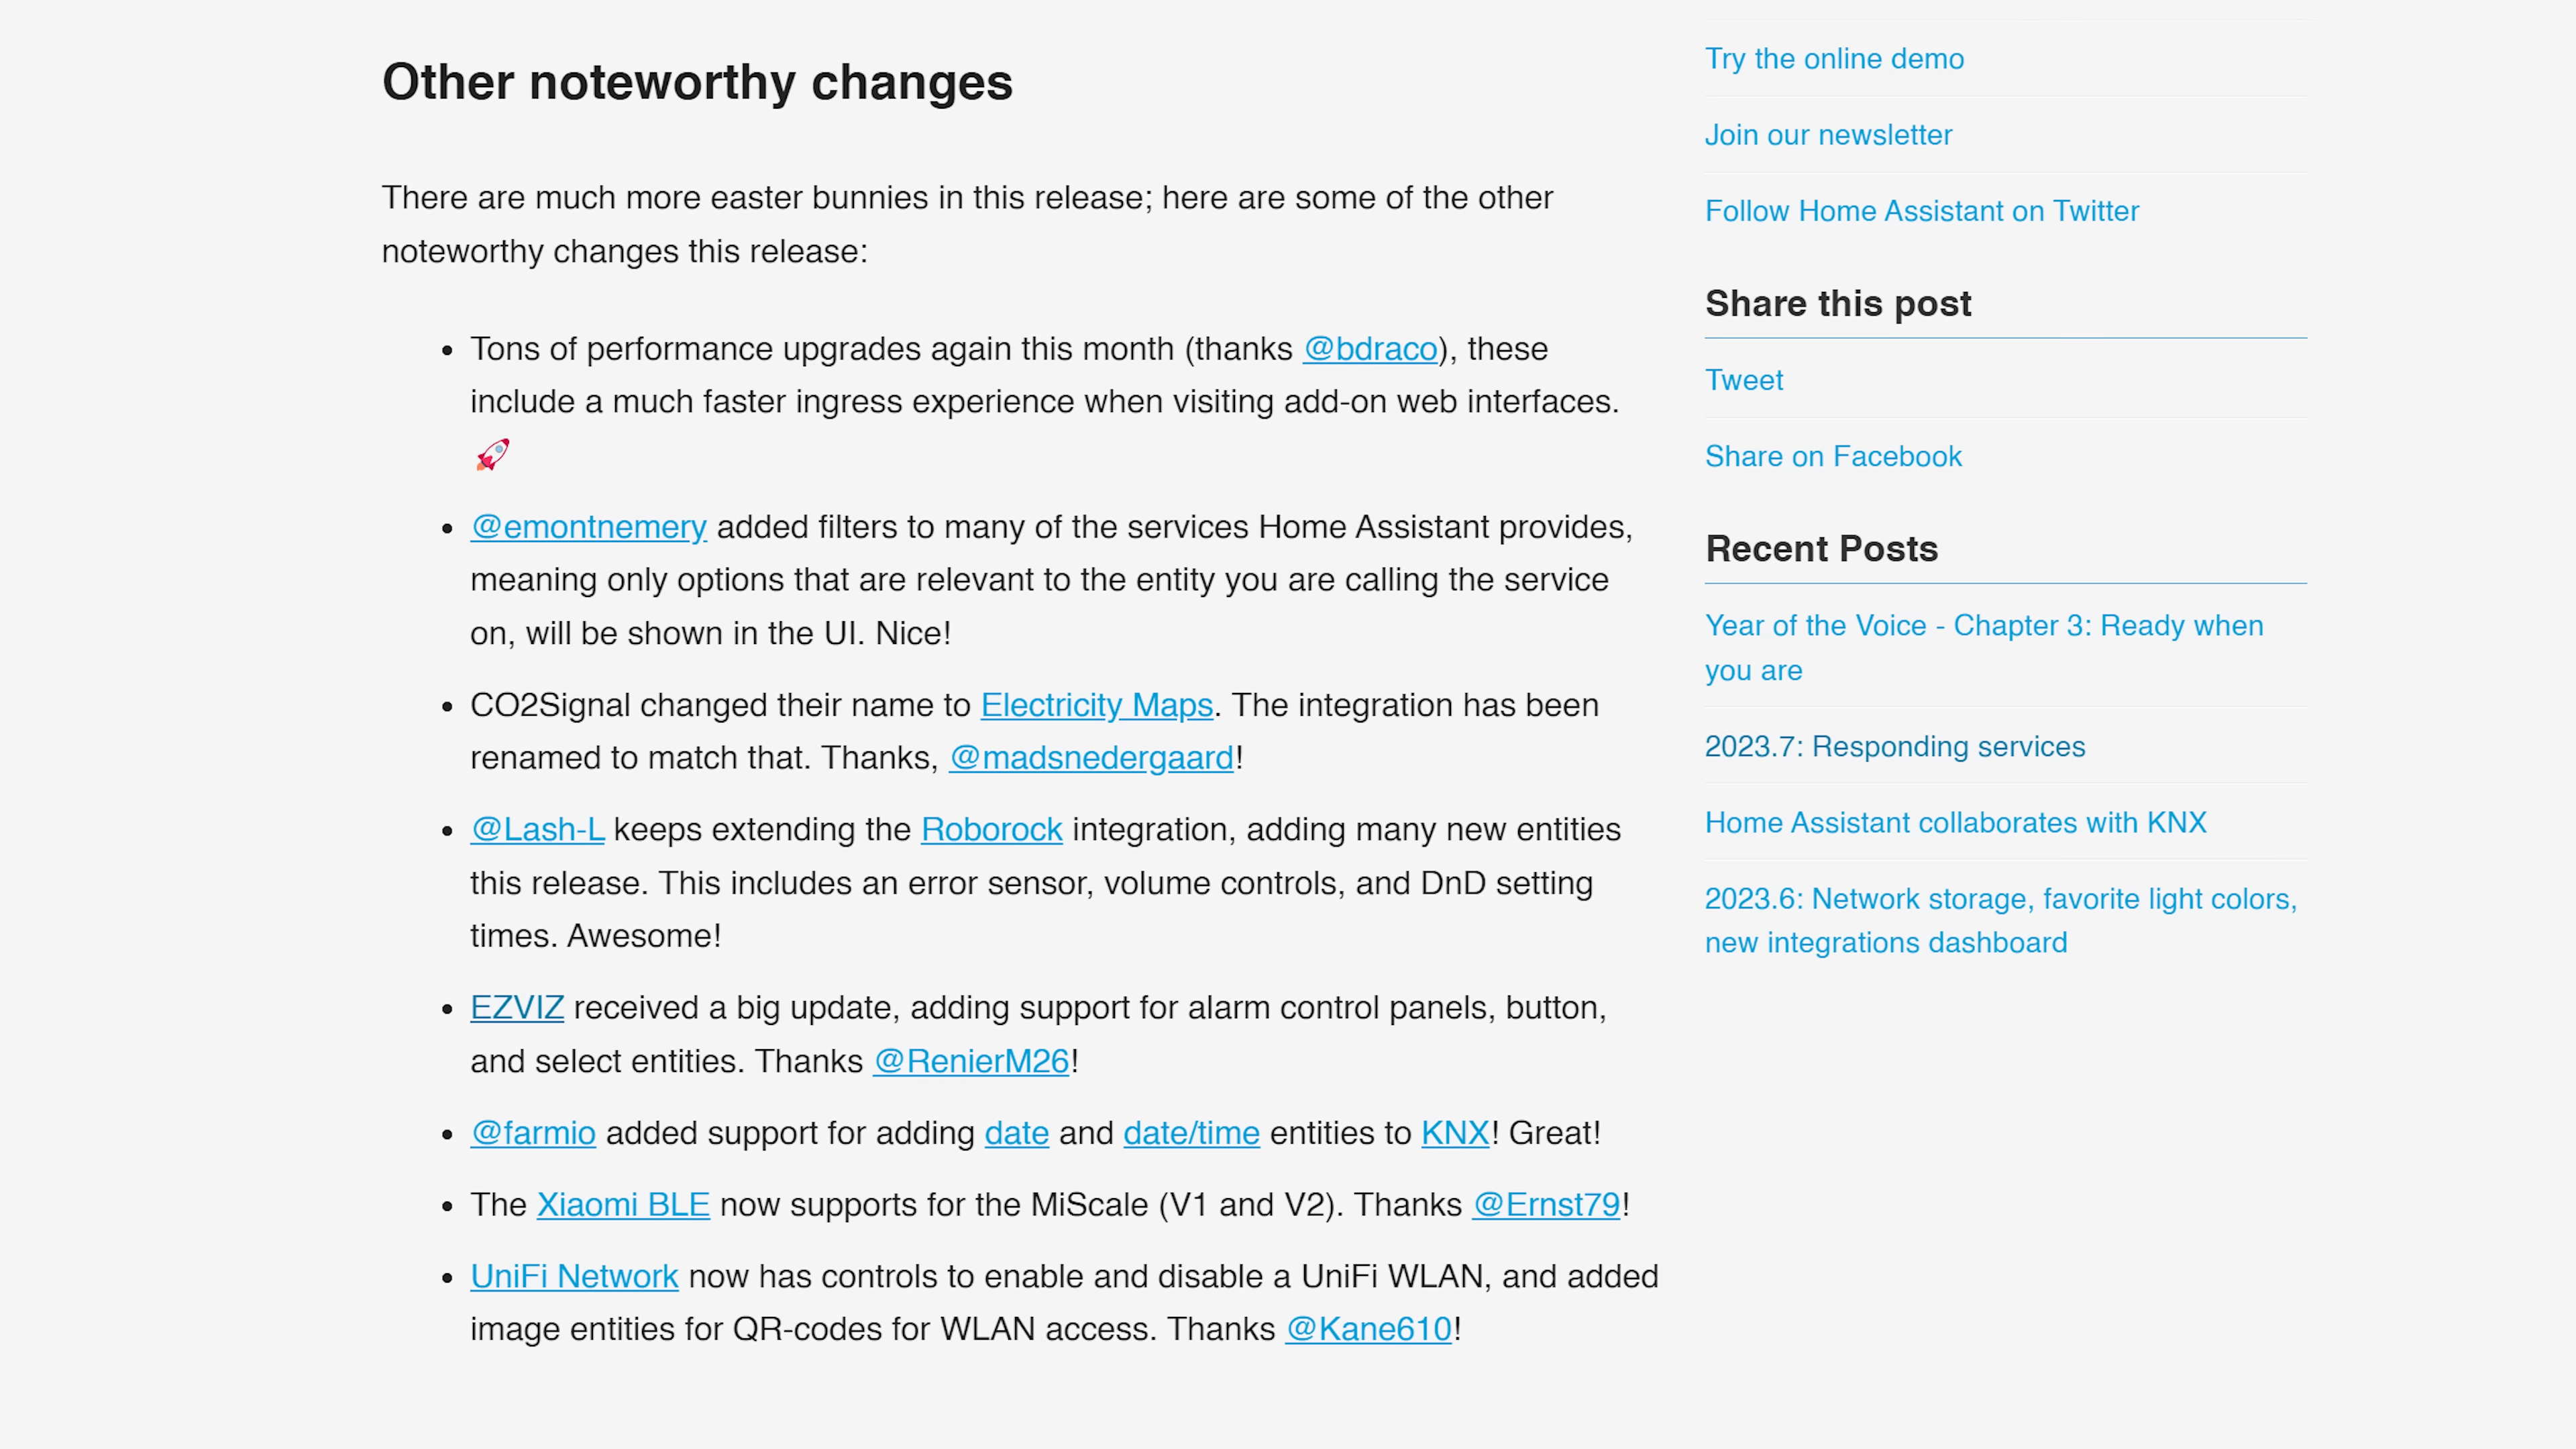 Other noteworthy changes
There are much more easter bunnies in this release; here are some of the other
noteworthy changes this release:
• Tons of performance upgrades again this month (thanks @bdraco), these
include a much faster ingress experience when visiting add-on web interfaces.
🚀
• @emontnemery added filters to many of the services Home Assistant provides,
meaning only options that are relevant to the entity you are calling the service
on, will be shown in the UI. Nice!
• CO2Signal changed their name to Electricity Maps. The integration has been
renamed to match that. Thanks, @madsnedergaard!
• @Lash-L keeps extending the Roborock integration, adding many new entities
this release. This includes an error sensor, volume controls, and DnD setting
times. Awesome!
• EZVIZ received a big update, adding support for alarm control panels, button,
and select entities. Thanks @RenierM26!
• @farmio added support for adding date and date/time entities to KNX! Great!
• The Xiaomi BLE now supports for the MiScale (V1 and V2). Thanks @Ernst79!
• UniFi Network now has controls to enable and disable a UniFi WLAN, and added
image entities for QR-codes for WLAN access. Thanks @Kane610!
Try the online demo
Join our newsletter
Follow Home Assistant on Twitter
Share this post
Tweet
Share on Facebook
Recent Posts
Year of the Voice - Chapter 3: Ready when
you are
2023.7: Responding services
Home Assistant collaborates with KNX
2023.6: Network storage, favorite light colors,
new integrations dashboard